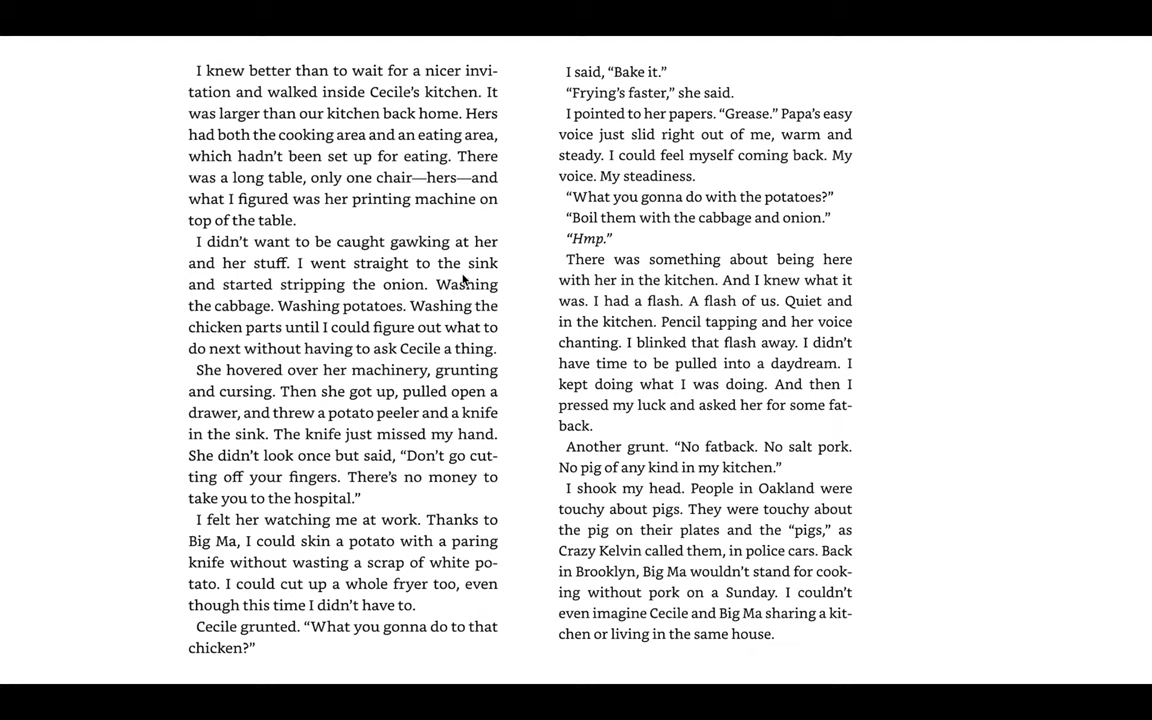 I knew better than to wait for a nicer invi-
tation and walked inside Cecile's kitchen. It
was larger than our kitchen back home. Hers
had both the cooking area and an eating area,
which hadn't been set up for eating. There
was a long table, only one chair—hers—and
what I figured was her printing machine on
top of the table.
I didn't want to be caught gawking at her
and her stuff. I went straight to the sink
and started stripping the onion. Washing
the cabbage. Washing potatoes. Washing the
chicken parts until I could figure out what to
do next without having to ask Cecile a thing.
She hovered over her machinery, grunting
and cursing. Then she got up, pulled open a
drawer, and threw a potato peeler and a knife
in the sink. The knife just missed my hand.
She didn't look once but said, “Don't go cut-
ting off your fingers. There's no money to
take you to the hospital.”
I felt her watching me at work. Thanks to
Big Ma, I could skin a potato with a paring
knife without wasting a scrap of white po-
tato. I could cut up a whole fryer too, even
though this time I didn't have to.
Cecile grunted. “What you gonna do to that
chicken?”
I said, “Bake it.”
“Frying's faster,” she said.
I pointed to her papers. “Grease.” Papa's easy
voice just slid right out of me, warm and
steady. I could feel myself coming back. My
voice. My steadiness.
“What you gonna do with the potatoes?”
“Boil them with the cabbage and onion.”
“Hmp.”
There was something about being here
with her in the kitchen. And I knew what it
was. I had a flash. A flash of us. Quiet and
in the kitchen. Pencil tapping and her voice
chanting. I blinked that flash away. I didn't
have time to be pulled into a daydream. I
kept doing what I was doing. And then I
pressed my luck and asked her for some fat-
back.
Another grunt. “No fatback. No salt pork.
No pig of any kind in my kitchen.”
I shook my head. People in Oakland were
touchy about pigs. They were touchy about
the pig on their plates and the “pigs,” as
Crazy Kelvin called them, in police cars. Back
in Brooklyn, Big Ma wouldn't stand for cook-
ing without pork on a Sunday. I couldn't
even imagine Cecile and Big Ma sharing a kit-
chen or living in the same house.